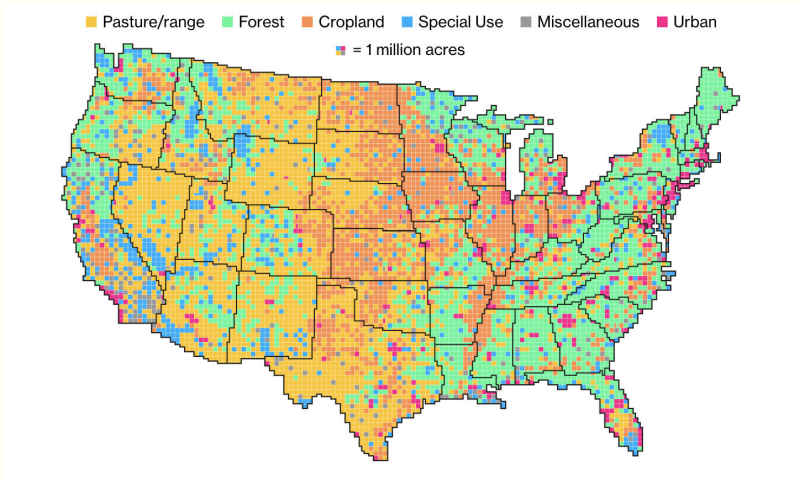 Pasture/range Forest Cropland Special Use Miscellaneous Urban
= 1 million acres